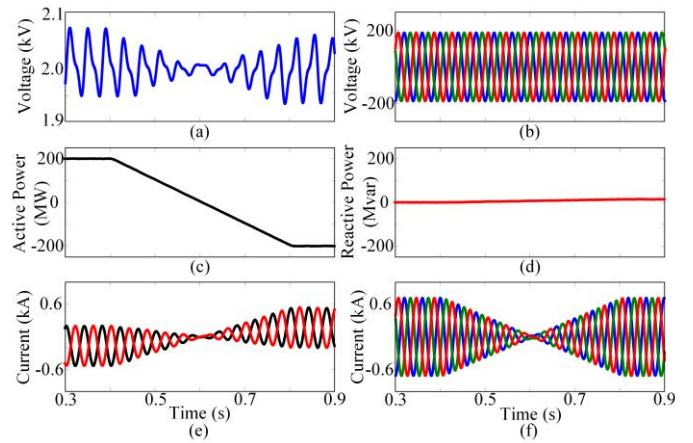 2.1
2.0
1.9
Voltage (kV)
(a)
200
0
-200
Voltage (kV)
(b)
200
0
-200
Active Power
(MW)
(c)
200
0
-200
Reactive Power
(Mvar)
(d)
0.6
-0.6
Current (kA)
0.3
0.5
0.7
0.9
Time (s)
(e)
0.6
-0.6
Current (kA)
0.3
0.5
0.7
0.9
Time (s)
(f)